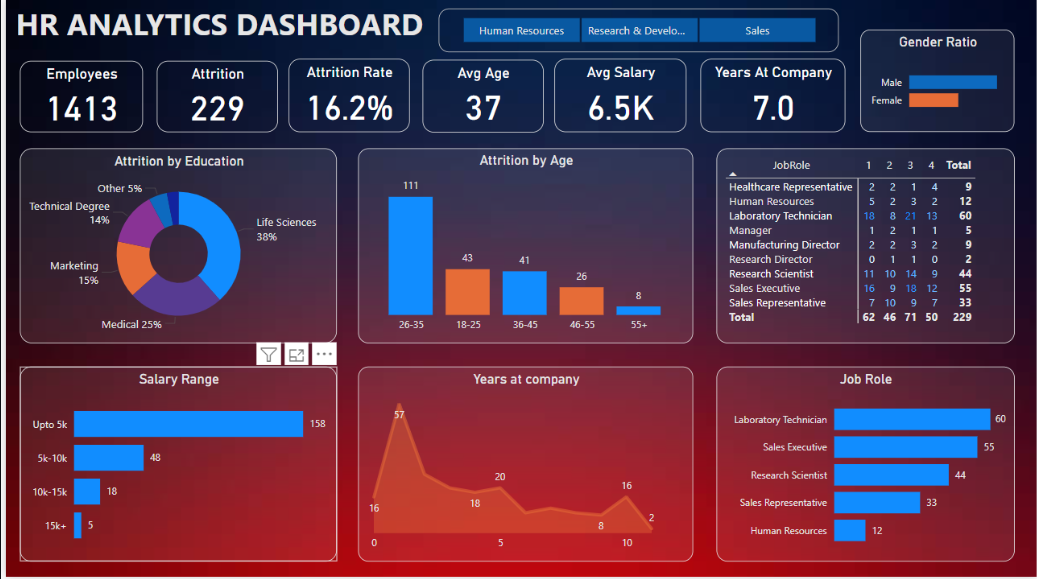 HR ANALYTICS DASHBOARD
Human Resources
Research & Develo...
Sales
Gender Ratio
Male
Female
Employees
1413
Attrition
229
Attrition Rate
16.2%
Avg Age
37
Avg Salary
6.5K
Years At Company
7.0
Attrition by Education
Other 5%
Technical Degree
14%
Life Sciences
38%
Marketing
15%
Medical 25%
Attrition by Age
111
43
41
26
8
26-35 18-25 36-45 46-55 55+
JobRole 1 2 3 4 Total
Healthcare Representative 2 2 1 4 9
Human Resources 5 2 3 2 12
Laboratory Technician 18 8 21 13 60
Manager 1 2 1 1 5
Manufacturing Director 2 2 3 2 9
Research Director 0 1 1 0 2
Research Scientist 11 10 14 9 44
Sales Executive 16 9 18 12 55
Sales Representative 7 10 9 7 33
Total 62 46 71 50 229
Salary Range
Upto 5k 158
5k-10k 48
10k-15k 18
15k+ 5
Years at company
57
20
16
18
16
8
2
0 5 10
Job Role
Laboratory Technician 60
Sales Executive 55
Research Scientist 44
Sales Representative 33
Human Resources 12